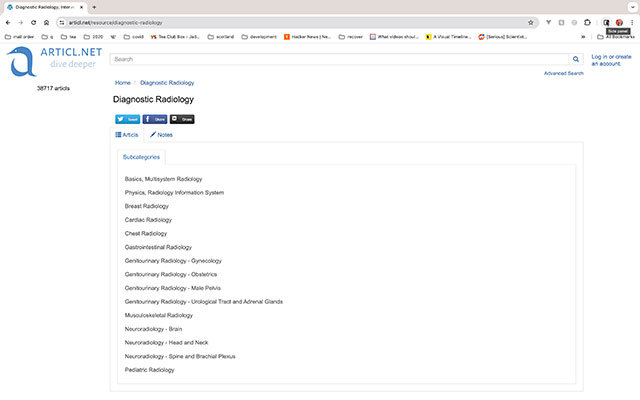 Diagnostic Radiology, Interv
articl.net/resource/diagnostic-radiology
Side panel
mail order
q
tea
2020
W
covid
Tea Club Box - Jad...
scotland
development
Hacker News | Ne...
recover
What videos shoul...
A Visual Timeline...
[Serious] Scientist...
All Bookmarks
ARTICL.NET
dive deeper
38717 articls
Search
Log in or create an account.
Advanced Search
Home / Diagnostic Radiology
Diagnostic Radiology
Tweet
Share
Share
Article
Notes
Subcategories
Basics, Multisystem Radiology
Physics, Radiology Information System
Breast Radiology
Cardiac Radiology
Chest Radiology
Gastrointestinal Radiology
Genitourinary Radiology - Gynecology
Genitourinary Radiology - Obstetrics
Genitourinary Radiology - Male Pelvis
Genitourinary Radiology - Urological Tract and Adrenal Glands
Musculoskeletal Radiology
Neuroradiology - Brain
Neuroradiology - Head and Neck
Neuroradiology - Spine and Brachial Plexus
Pediatric Radiology